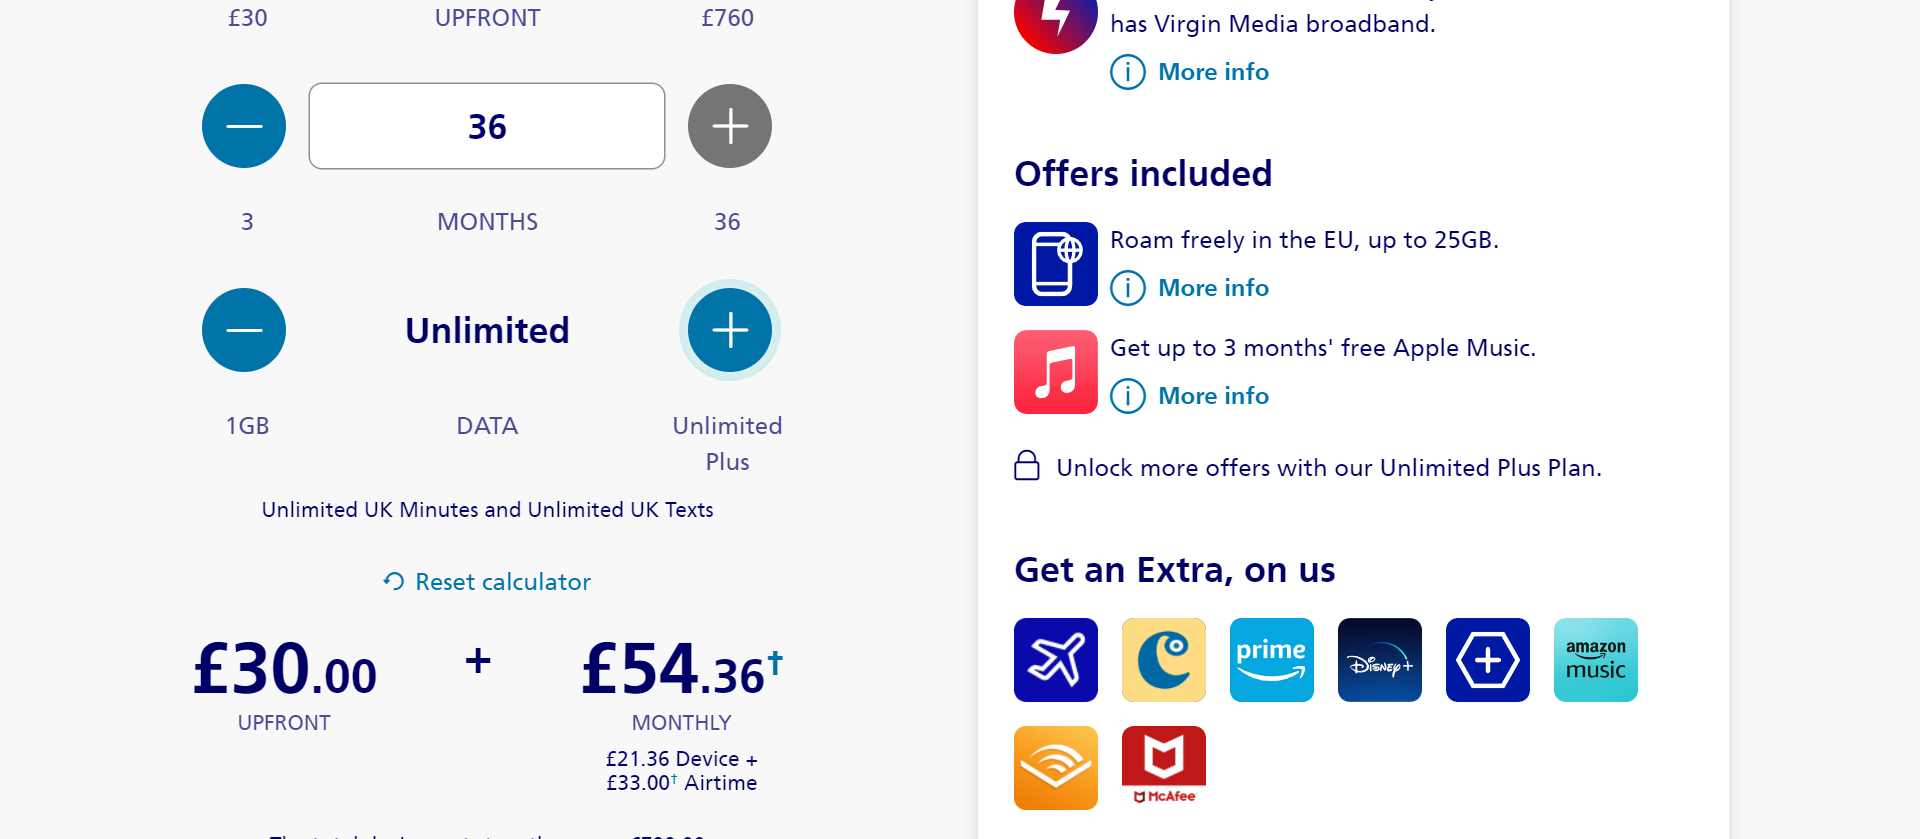 £30 UPFRONT £760
36
3 MONTHS 36
Unlimited
1GB DATA Unlimited
Plus
Unlimited UK Minutes and Unlimited UK Texts
Reset calculator
£30.00 + £54.36†
UPFRONT MONTHLY
£21.36 Device +
£33.00† Airtime
has Virgin Media broadband.
More info
Offers included
Roam freely in the EU, up to 25GB.
More info
Get up to 3 months' free Apple Music.
More info
Unlock more offers with our Unlimited Plus Plan.
Get an Extra, on us
prime
Disney+
amazon
music
McAfee